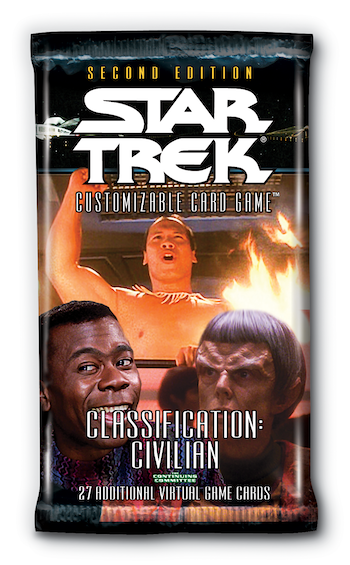 SECOND EDITION
STAR
TREK®
CUSTOMIZABLE CARD GAME™
CLASSIFICATION:
CIVILIAN
THE
CONTINUING
COMMITTEE
27 ADDITIONAL VIRTUAL GAME CARDS